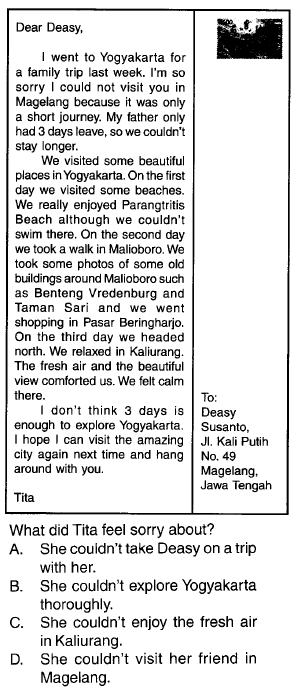 Dear Deasy,
I went to Yogyakarta for
a family trip last week. I'm so
sorry I could not visit you in
Magelang because it was only
a short journey. My father only
had 3 days leave, so we couldn't
stay longer.
We visited some beautiful
places in Yogyakarta. On the first
day we visited some beaches.
We really enjoyed Parangtritis
Beach although we couldn't
swim there. On the second day
we took a walk in Malioboro. We
took some photos of some old
buildings around Malioboro such
as Benteng Vredenburg and
Taman Sari and we went
shopping in Pasar Beringharjo.
On the third day we headed
north. We relaxed in Kaliurang.
The fresh air and the beautiful
view comforted us. We felt calm
there.
I don't think 3 days is
enough to explore Yogyakarta.
I hope I can visit the amazing
city again next time and hang
around with you.
Tita
To:
Deasy
Susanto,
Jl. Kali Putih
No. 49
Magelang,
Jawa Tengah
What did Tita feel sorry about?
A. She couldn't take Deasy on a trip
with her.
B. She couldn't explore Yogyakarta
thoroughly.
C. She couldn't enjoy the fresh air
in Kaliurang.
D. She couldn't visit her friend in
Magelang.